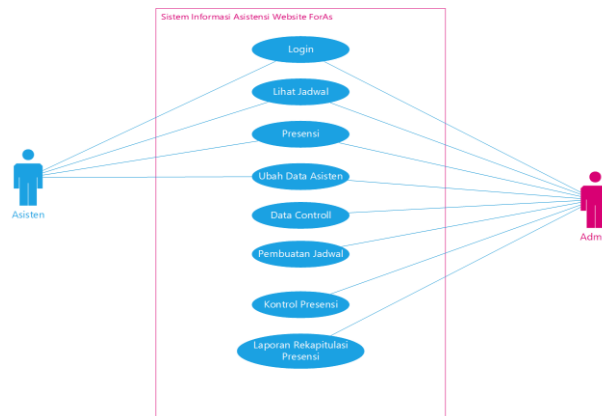 Sistem Informasi Asistensi Website ForAs
Login
Lihat Jadwal
Presensi
Ubah Data Asisten
Data Controll
Pembuatan Jadwal
Kontrol Presensi
Laporan Rekapitulasi
Presensi
Asisten
Adm